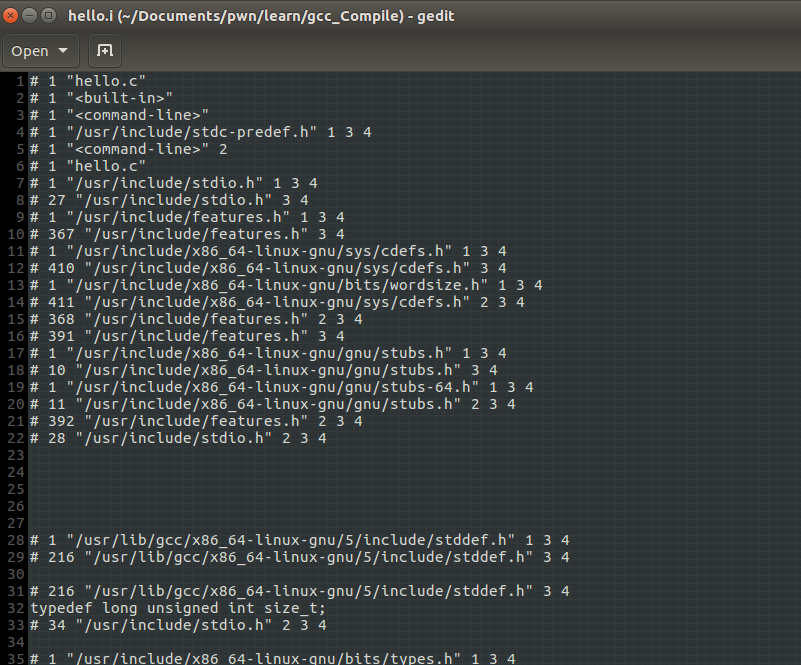 hello.i (~/Documents/pwn/learn/gcc_Compile) - gedit
Open
1 # 1 "hello.c"
2 # 1 "<built-in>"
3 # 1 "<command-line>"
4 # 1 "/usr/include/stdc-predef.h" 1 3 4
5 # 1 "<command-line>" 2
6 # 1 "hello.c"
7 # 1 "/usr/include/stdio.h" 1 3 4
8 # 27 "/usr/include/stdio.h" 3 4
9 # 1 "/usr/include/features.h" 1 3 4
10 # 367 "/usr/include/features.h" 3 4
11 # 1 "/usr/include/x86_64-linux-gnu/sys/cdefs.h" 1 3 4
12 # 410 "/usr/include/x86_64-linux-gnu/sys/cdefs.h" 3 4
13 # 1 "/usr/include/x86_64-linux-gnu/bits/wordsize.h" 1 3 4
14 # 411 "/usr/include/x86_64-linux-gnu/sys/cdefs.h" 2 3 4
15 # 368 "/usr/include/features.h" 2 3 4
16 # 391 "/usr/include/features.h" 3 4
17 # 1 "/usr/include/x86_64-linux-gnu/gnu/stubs.h" 1 3 4
18 # 10 "/usr/include/x86_64-linux-gnu/gnu/stubs.h" 3 4
19 # 1 "/usr/include/x86_64-linux-gnu/gnu/stubs-64.h" 1 3 4
20 # 11 "/usr/include/x86_64-linux-gnu/gnu/stubs.h" 2 3 4
21 # 392 "/usr/include/features.h" 2 3 4
22 # 28 "/usr/include/stdio.h" 2 3 4
23
24
25
26
27
28 # 1 "/usr/lib/gcc/x86_64-linux-gnu/5/include/stddef.h" 1 3 4
29 # 216 "/usr/lib/gcc/x86_64-linux-gnu/5/include/stddef.h" 3 4
30
31 # 216 "/usr/lib/gcc/x86_64-linux-gnu/5/include/stddef.h" 3 4
32 typedef long unsigned int size_t;
33 # 34 "/usr/include/stdio.h" 2 3 4
34
35 # 1 "/usr/include/x86_64-linux-gnu/bits/types.h" 1 3 4